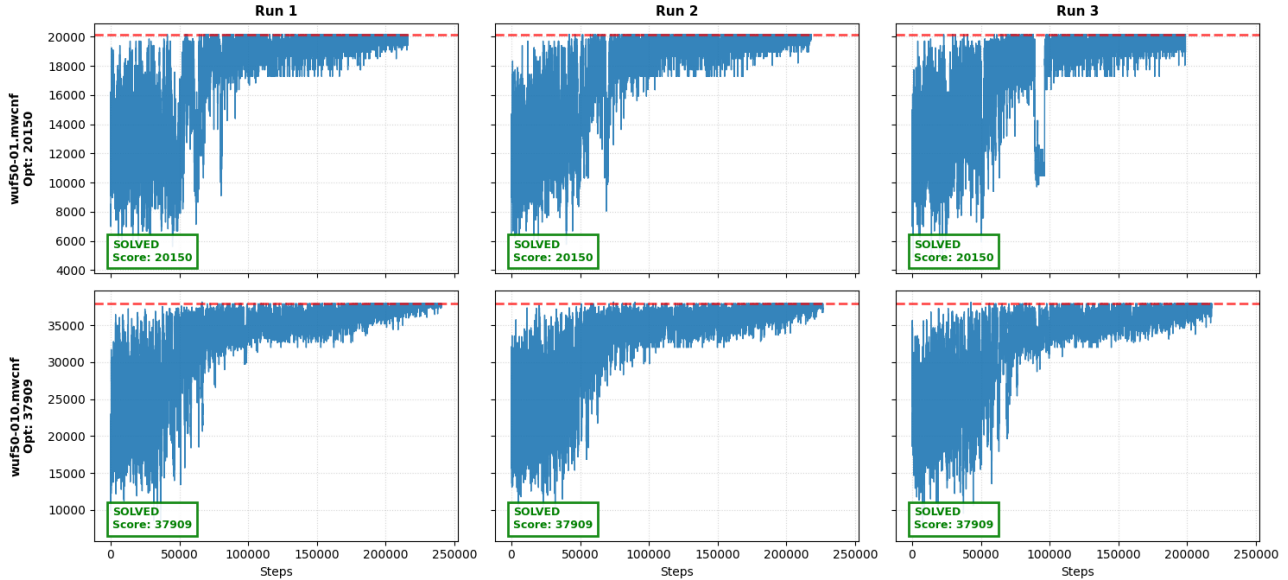 Run 1
Run 2
Run 3
wuf50-01.mwcnf
Opt: 20150
20000
18000
16000
14000
12000
10000
8000
6000
4000
SOLVED
Score: 20150
SOLVED
Score: 20150
SOLVED
Score: 20150
wuf50-010.mwcnf
Opt: 37909
35000
30000
25000
20000
15000
10000
SOLVED
Score: 37909
SOLVED
Score: 37909
SOLVED
Score: 37909
0 50000 100000 150000 200000 250000
0 50000 100000 150000 200000 250000
0 50000 100000 150000 200000 250000
Steps
Steps
Steps